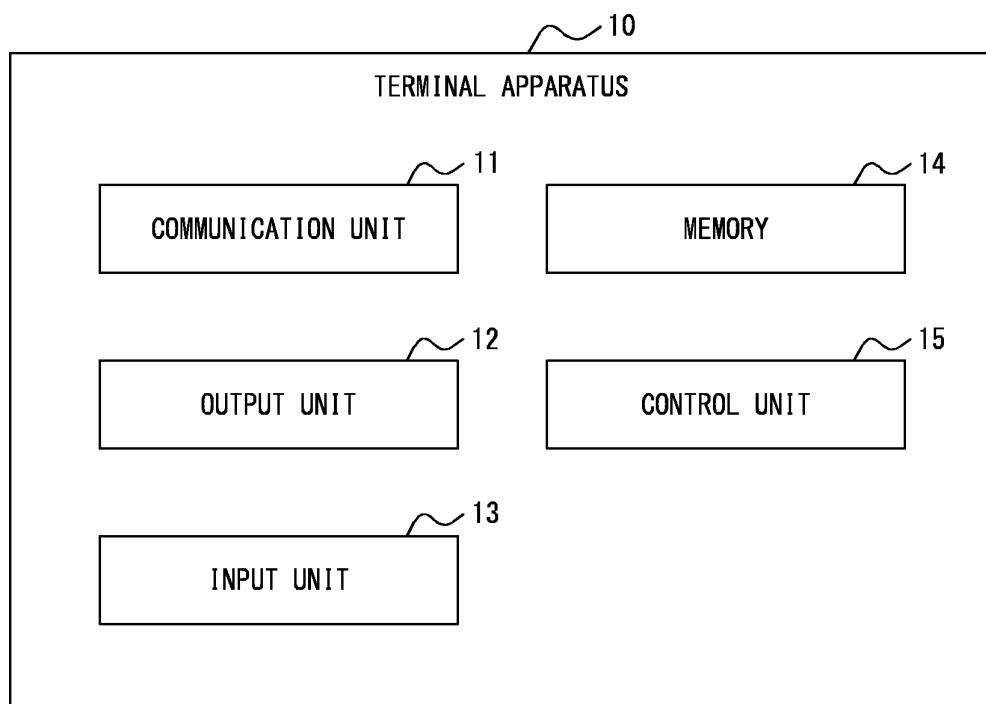 10
TERMINAL APPARATUS
11
COMMUNICATION UNIT
14
MEMORY
12
OUTPUT UNIT
15
CONTROL UNIT
13
INPUT UNIT